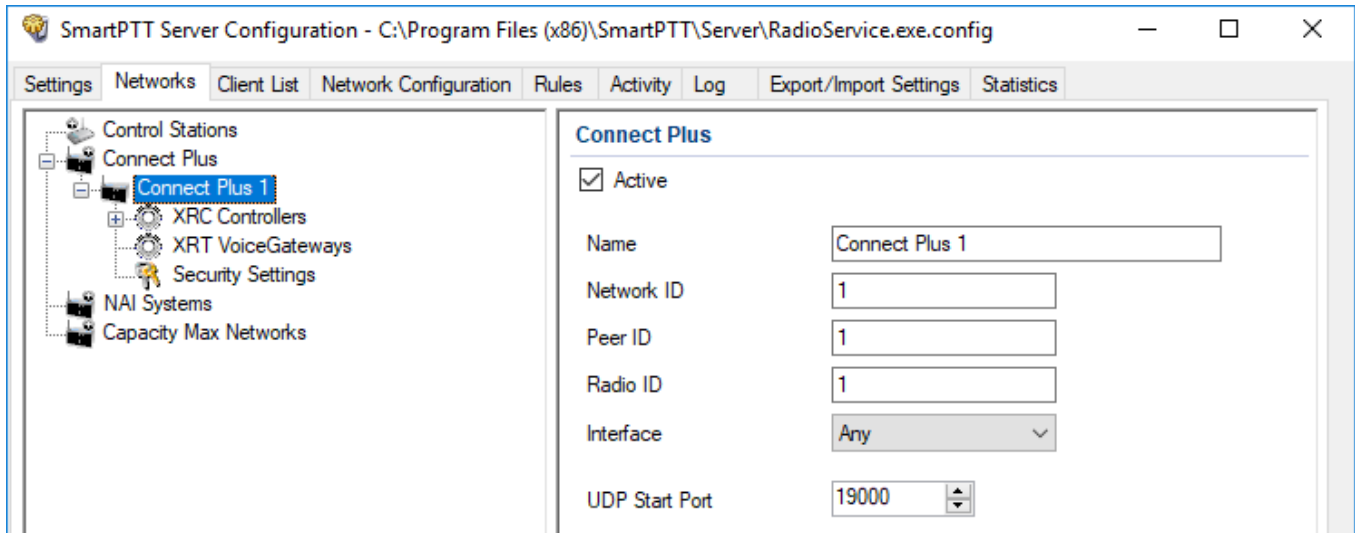 SmartPTT Server Configuration - C:\Program Files (x86)\SmartPTT\Server\RadioService.exe.config
Settings Networks Client List Network Configuration Rules Activity Log Export/Import Settings Statistics
Control Stations
Connect Plus
Connect Plus 1
XRC Controllers
XRT VoiceGateways
Security Settings
NAI Systems
Capacity Max Networks
Connect Plus
Active
Name Connect Plus 1
Network ID 1
Peer ID 1
Radio ID 1
Interface Any
UDP Start Port 19000